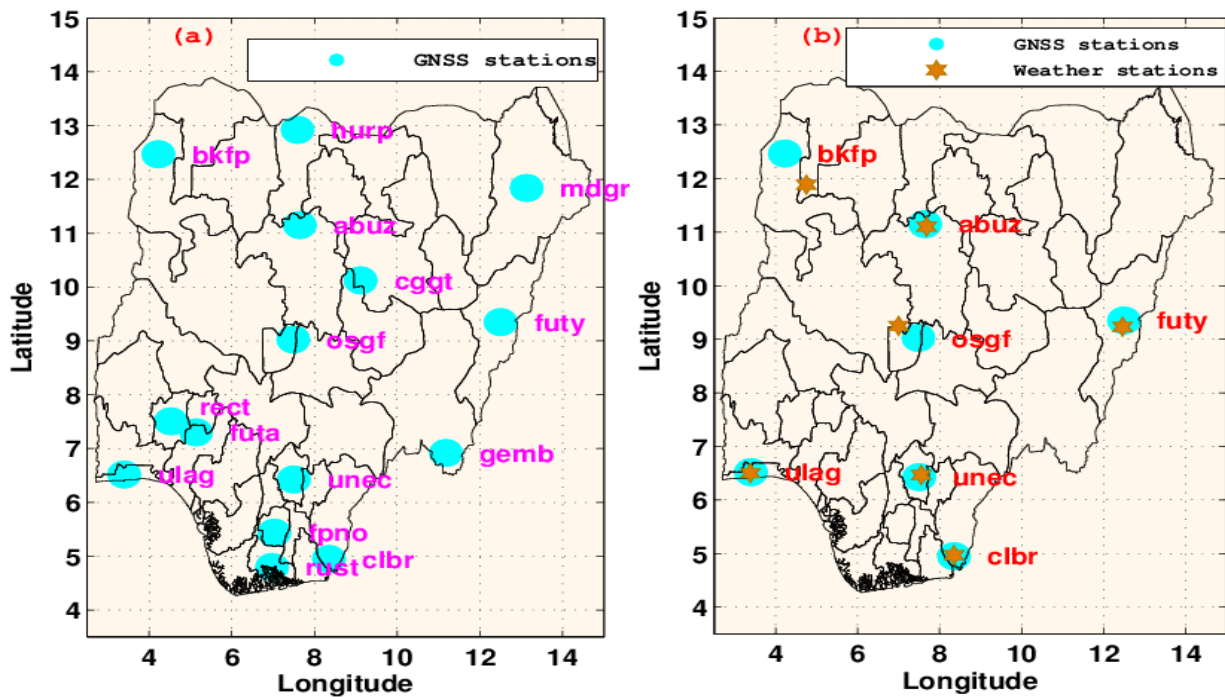 (a)
GNSS stations
15
14
13
12
11
10
9
8
7
6
5
4
Latitude
hurp
bkfp
mdgr
abuz
cggt
futy
osgf
rect
futa
gemb
ulag
unec
fpno
clbr
rust
4 6 8 10 12 14
Longitude
(b)
GNSS stations
Weather stations
15
14
13
12
11
10
9
8
7
6
5
4
Latitude
bkfp
abuz
futy
osgf
ulag
unec
clbr
4 6 8 10 12 14
Longitude